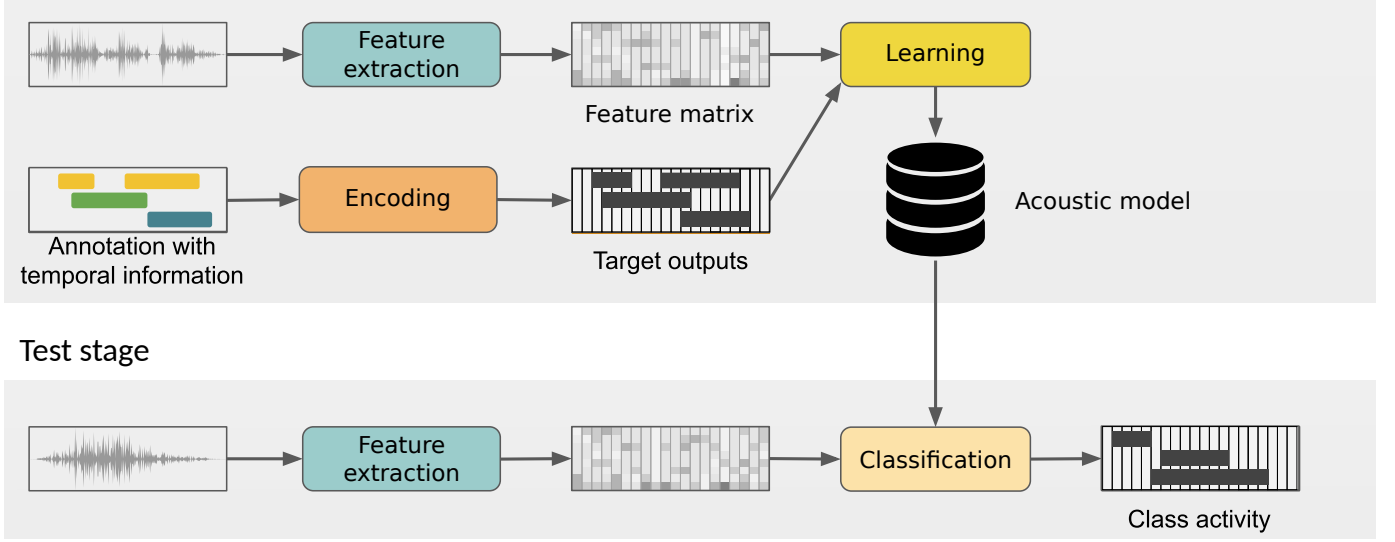 Feature
extraction
Learning
Feature matrix
Encoding
Acoustic model
Annotation with
temporal information
Target outputs
Test stage
Feature
extraction
Classification
Class activity